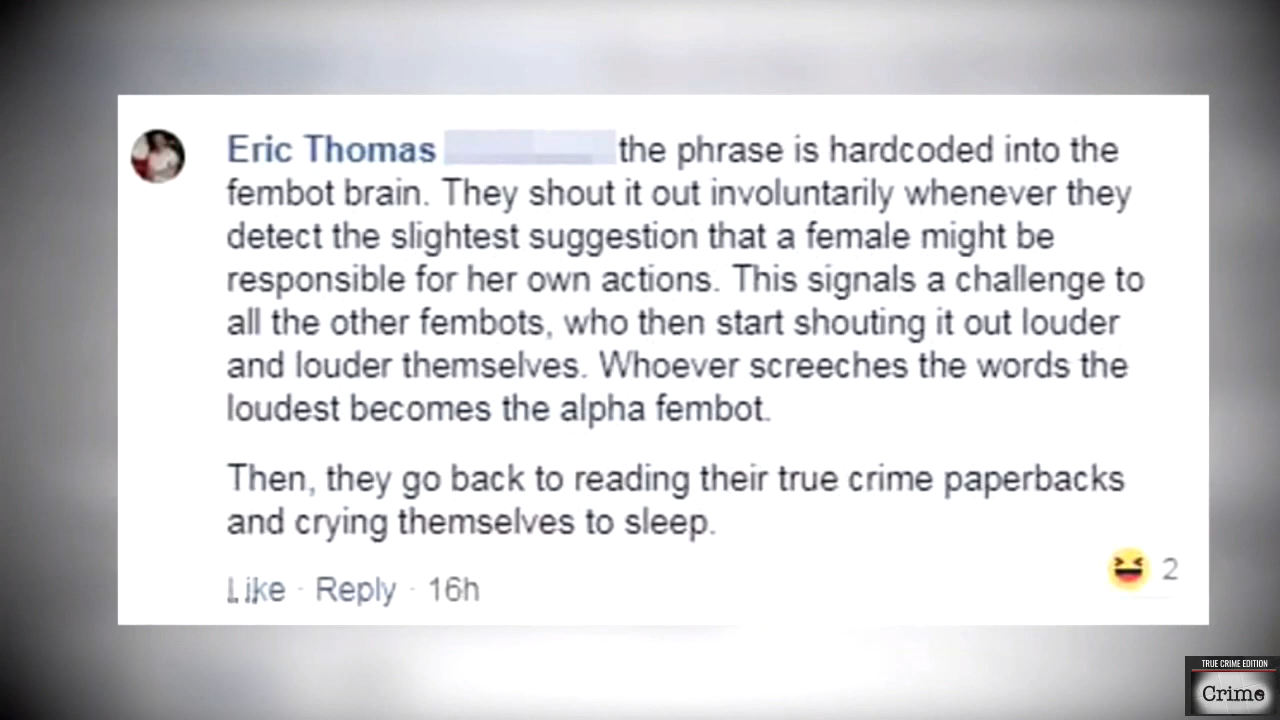 Eric Thomas the phrase is hardcoded into the
fembot brain. They shout it out involuntarily whenever they
detect the slightest suggestion that a female might be
responsible for her own actions. This signals a challenge to
all the other fembots, who then start shouting it out louder
and louder themselves. Whoever screeches the words the
loudest becomes the alpha fembot.
Then, they go back to reading their true crime paperbacks
and crying themselves to sleep.
Like · Reply · 16h
2
TRUE CRIME EDITION
Crime